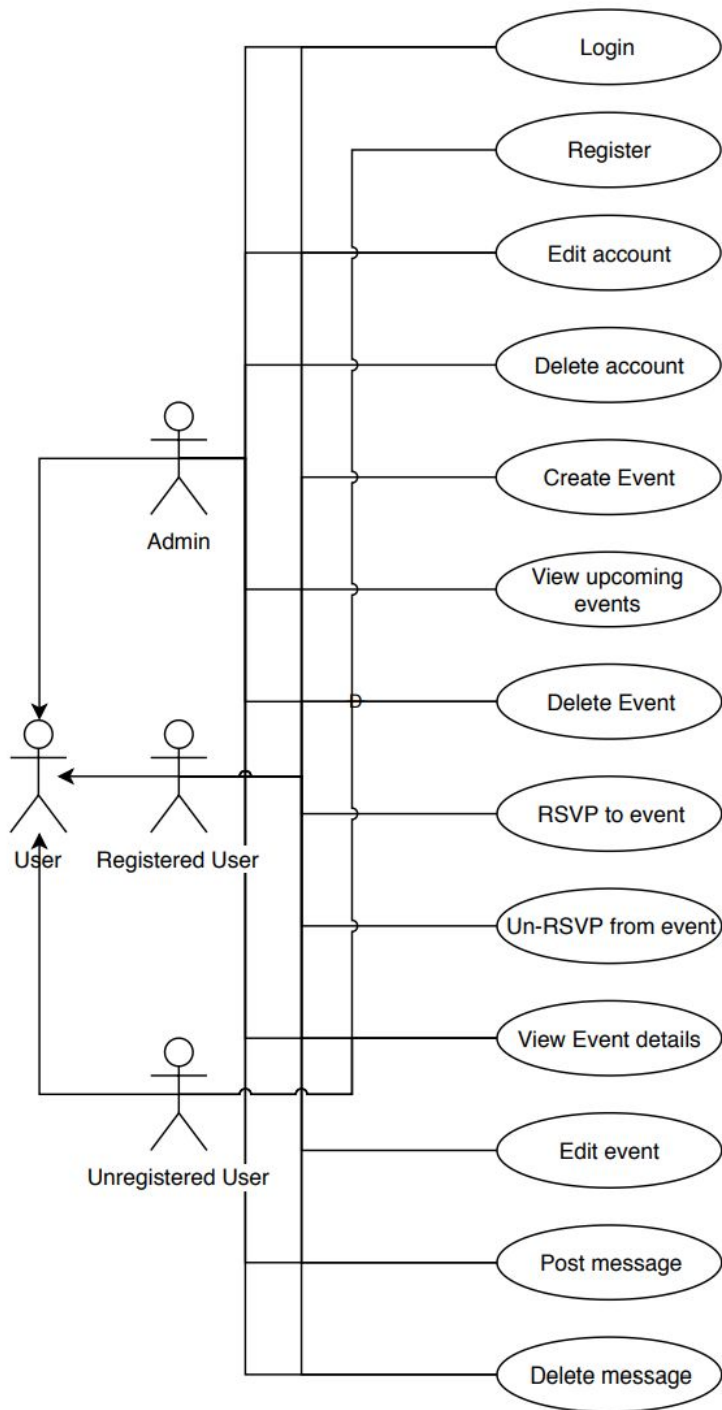 Login
Register
Edit account
Delete account
Create Event
Admin
View upcoming
events
Delete Event
RSVP to event
User
Registered User
Un-RSVP from event
View Event details
Edit event
Unregistered User
Post message
Delete message